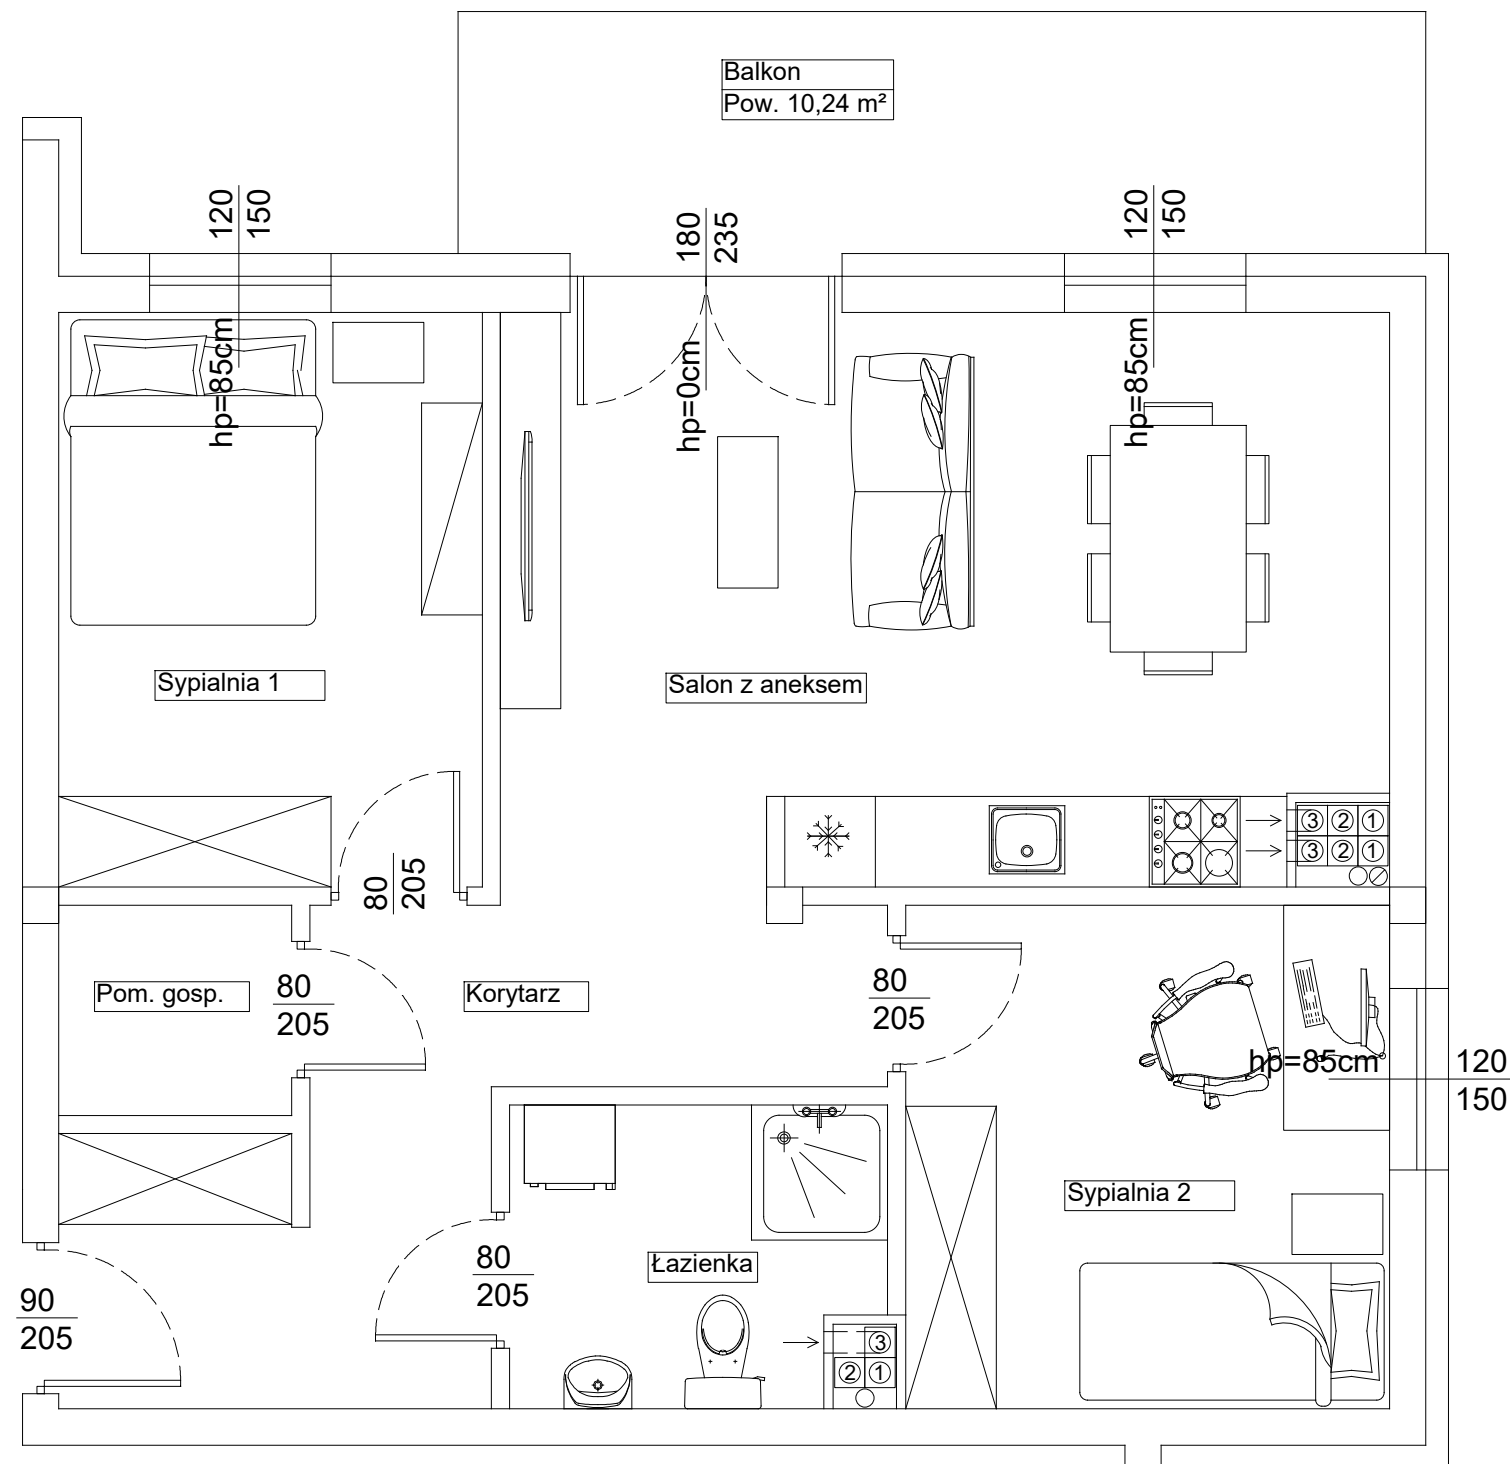 Balkon
Pow. 10,24 m²
120
150
hp=85cm
180
235
hp=0cm
120
150
hp=85cm
Sypialnia 1
Salon z aneksem
3 2 1
3 2 1
80
205
Pom. gosp.
80
205
Korytarz
80
205
hp=85cm
120
150
Sypialnia 2
80
205
Łazienka
90
205
3
2 1